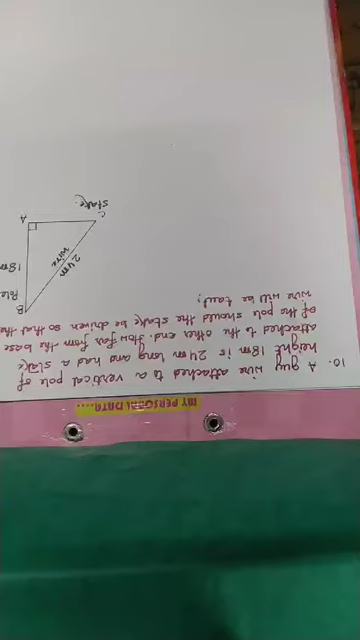 MY PERSONAL DATA.....
10. A guy wire attached to a vertical pole of
height 18m is 24m long and has a stake
attached to the other end. How far from the base
of the pole should the stake be driven so that the
wire will be taut?
B
Pole
18m
24m
wire
A
C
stake